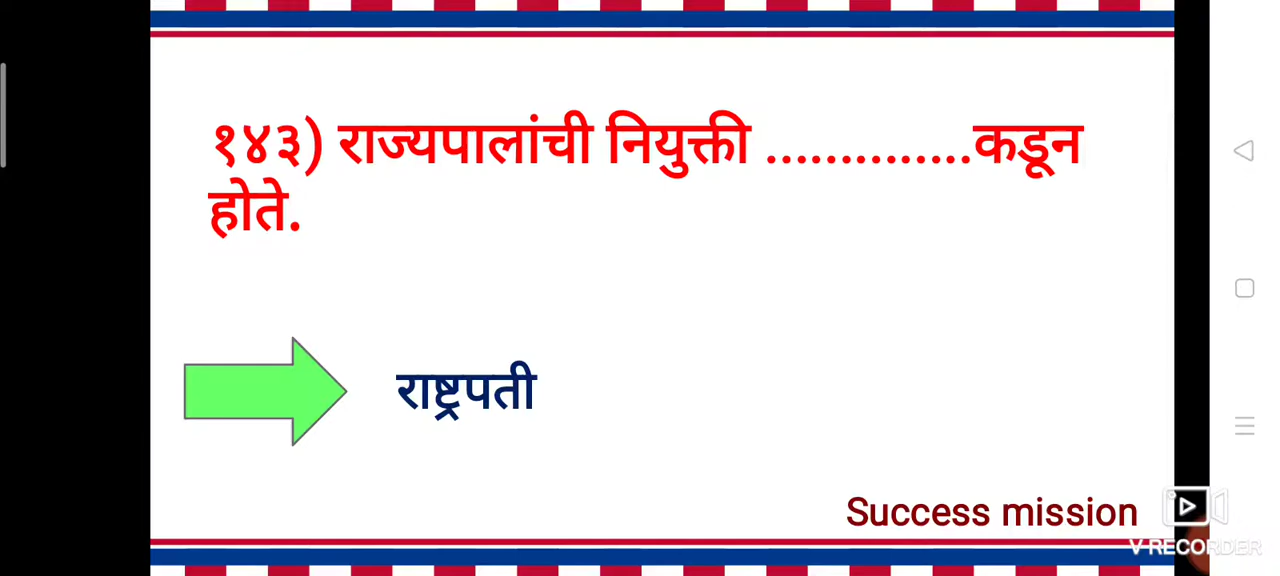 १४३) राज्यपालांची नियुक्ती ..............कडून
होते.
राष्ट्रपती
Success mission
V RECORDER